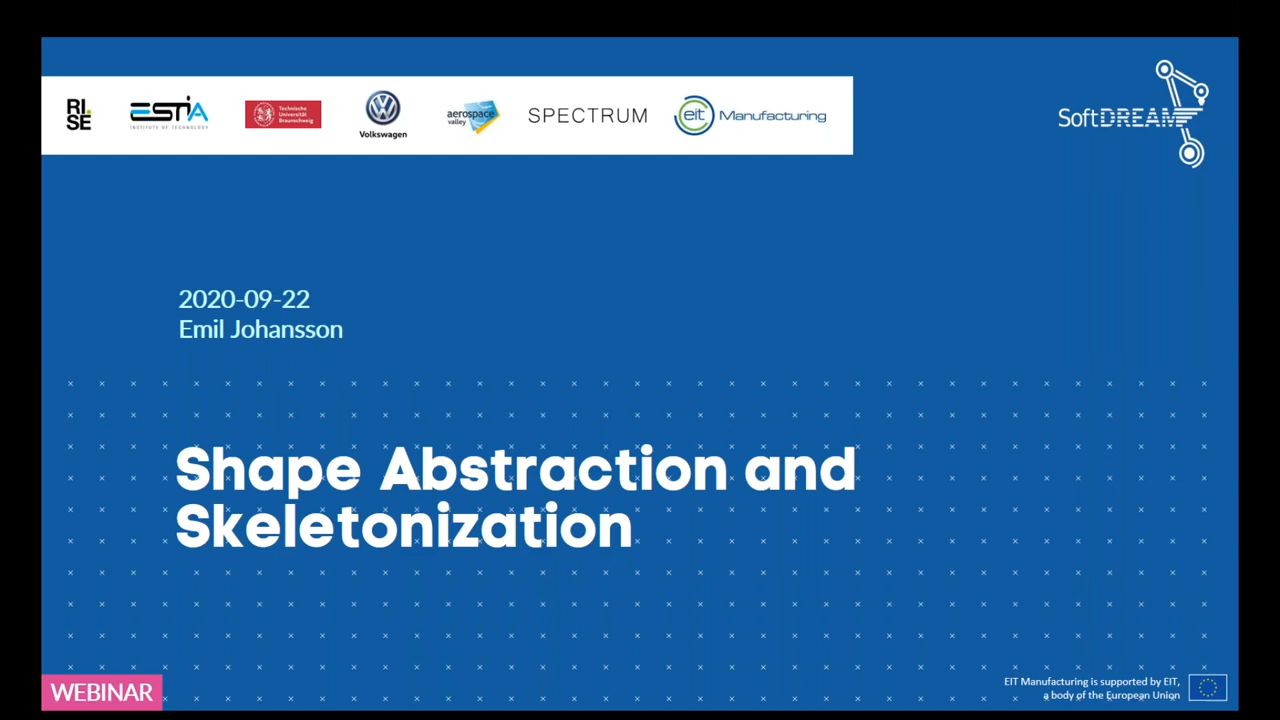 RI.
SE
ESTIA
INSTITUTE OF TECHNOLOGY
Technische
Universität
Braunschweig
Volkswagen
aerospace
valley
SPECTRUM
eit Manufacturing
SoftDREAM
2020-09-22
Emil Johansson
Shape Abstraction and
Skeletonization
WEBINAR
EIT Manufacturing is supported by EIT,
a body of the European Union